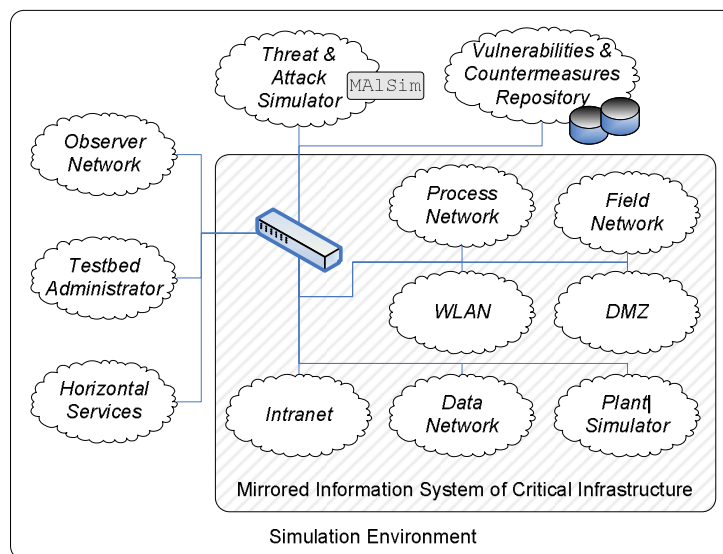 Threat &
Attack
Simulator
MAlSim
Vulnerabilities &
Countermeasures
Repository
Observer
Network
Process
Network
Field
Network
Testbed
Administrator
WLAN
DMZ
Horizontal
Services
Intranet
Data
Network
Plant¶
Simulator
Mirrored Information System of Critical Infrastructure
Simulation Environment